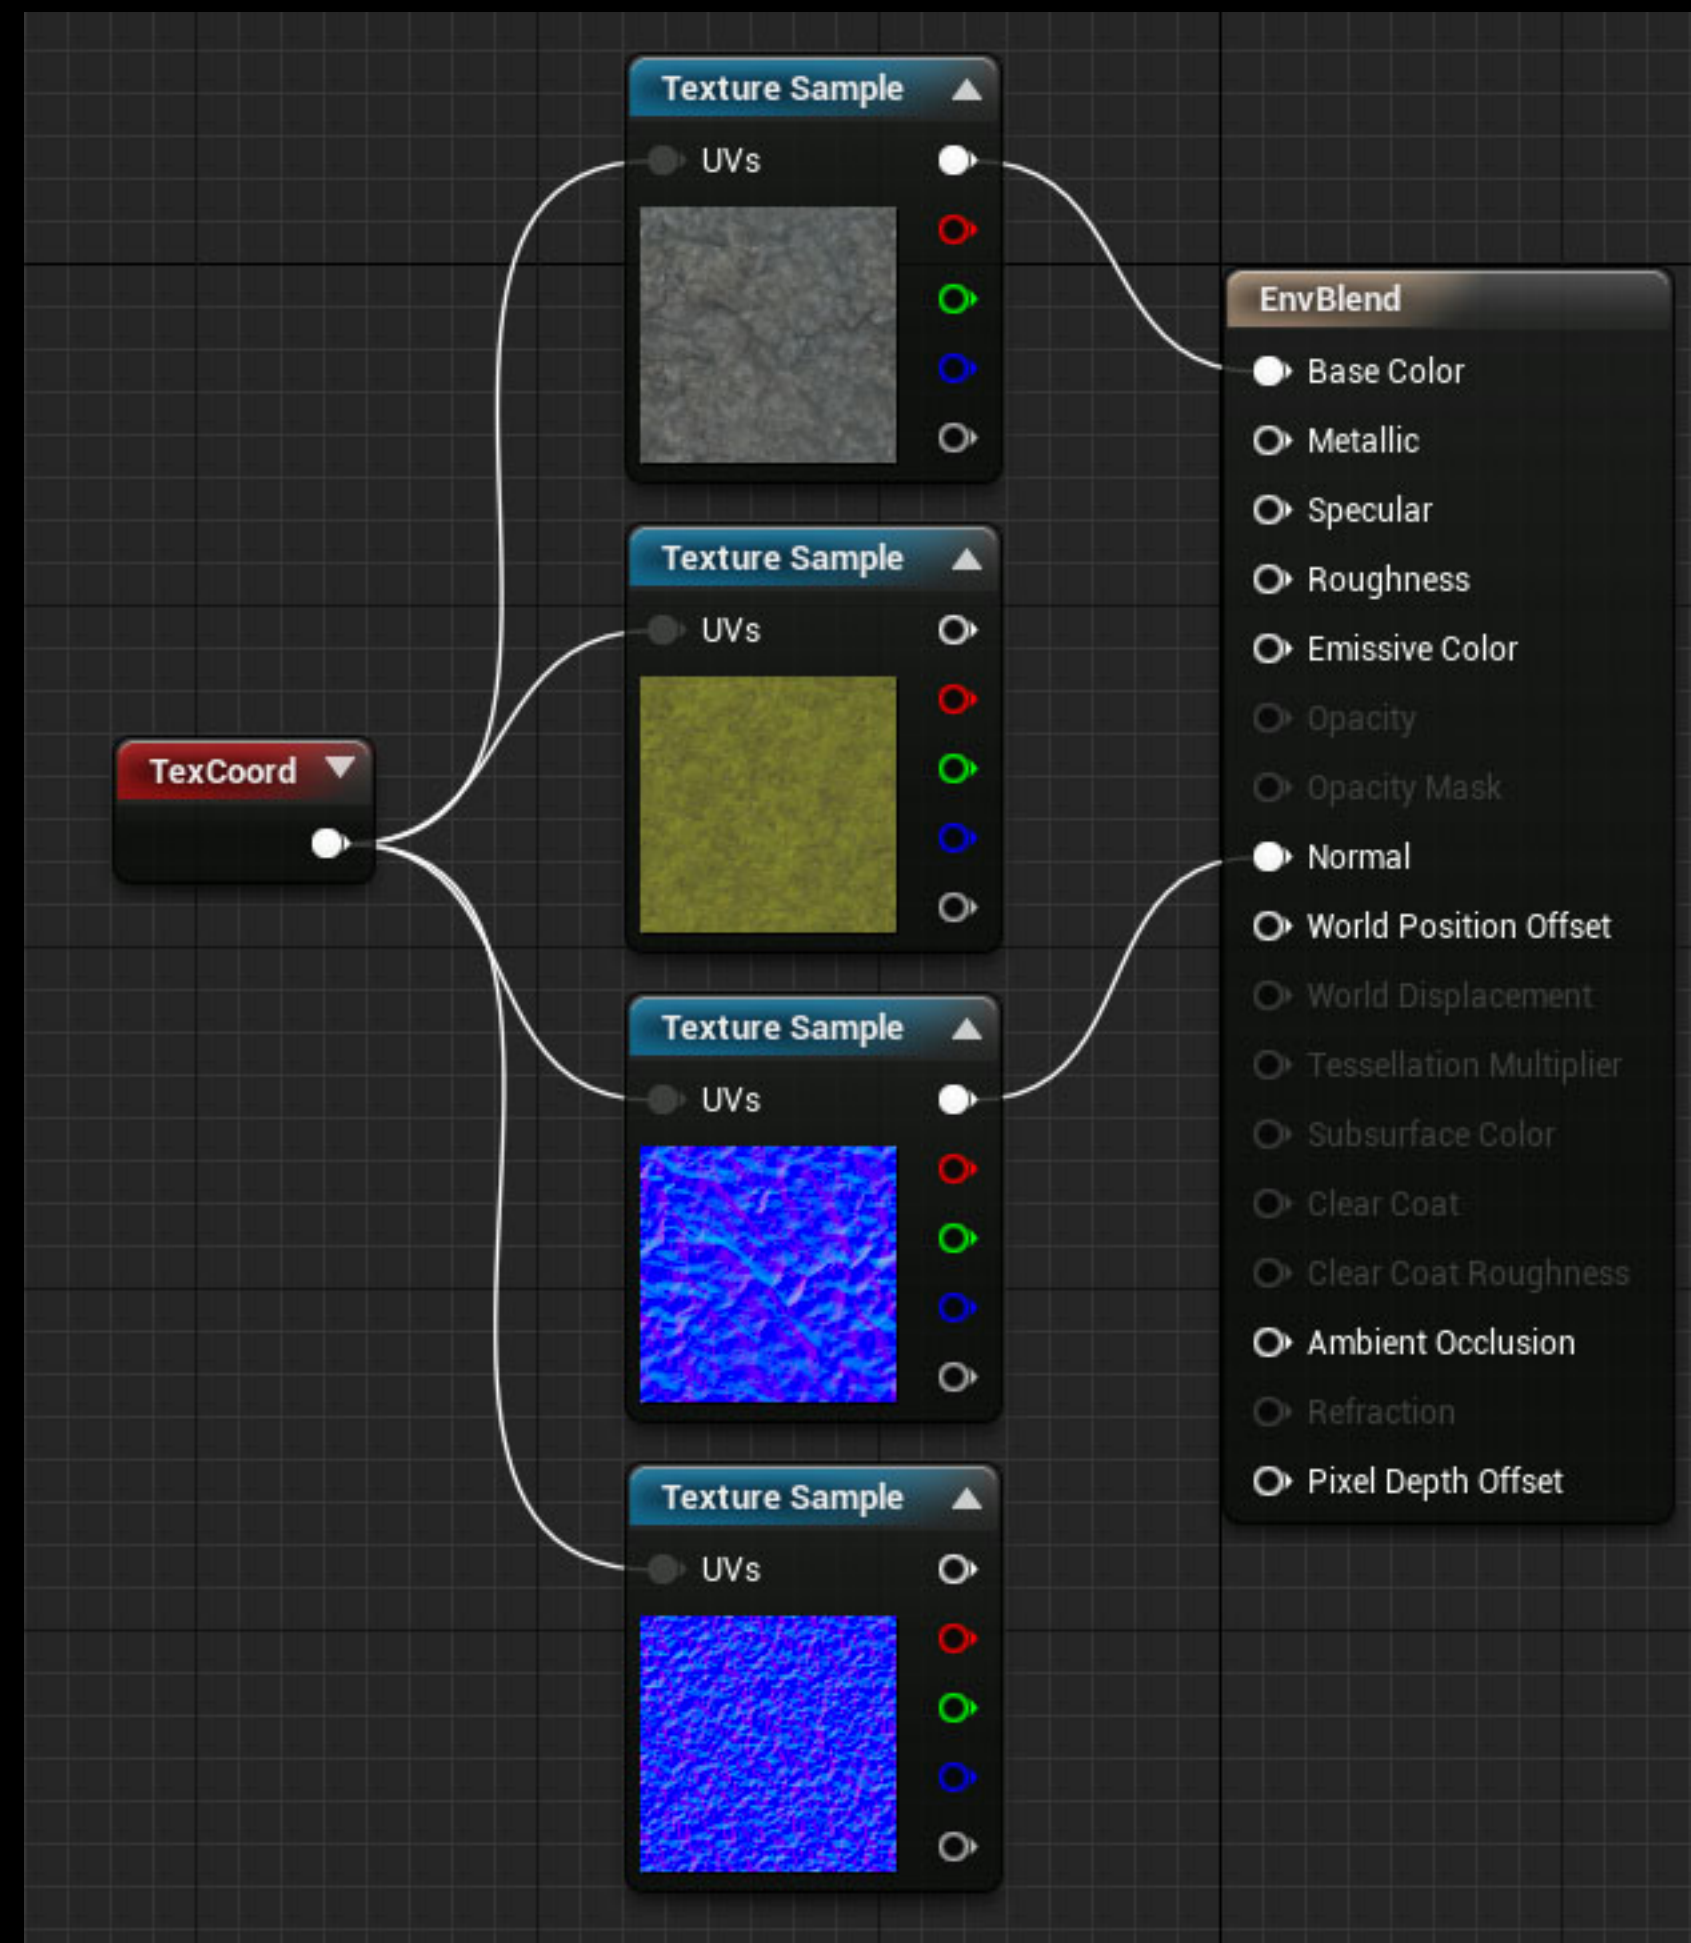 Texture Sample
UVs
Texture Sample
UVs
TexCoord
Texture Sample
UVs
Texture Sample
UVs
EnvBlend
Base Color
Metallic
Specular
Roughness
Emissive Color
Opacity
Opacity Mask
Normal
World Position Offset
World Displacement
Tessellation Multiplier
Subsurface Color
Clear Coat
Clear Coat Roughness
Ambient Occlusion
Refraction
Pixel Depth Offset